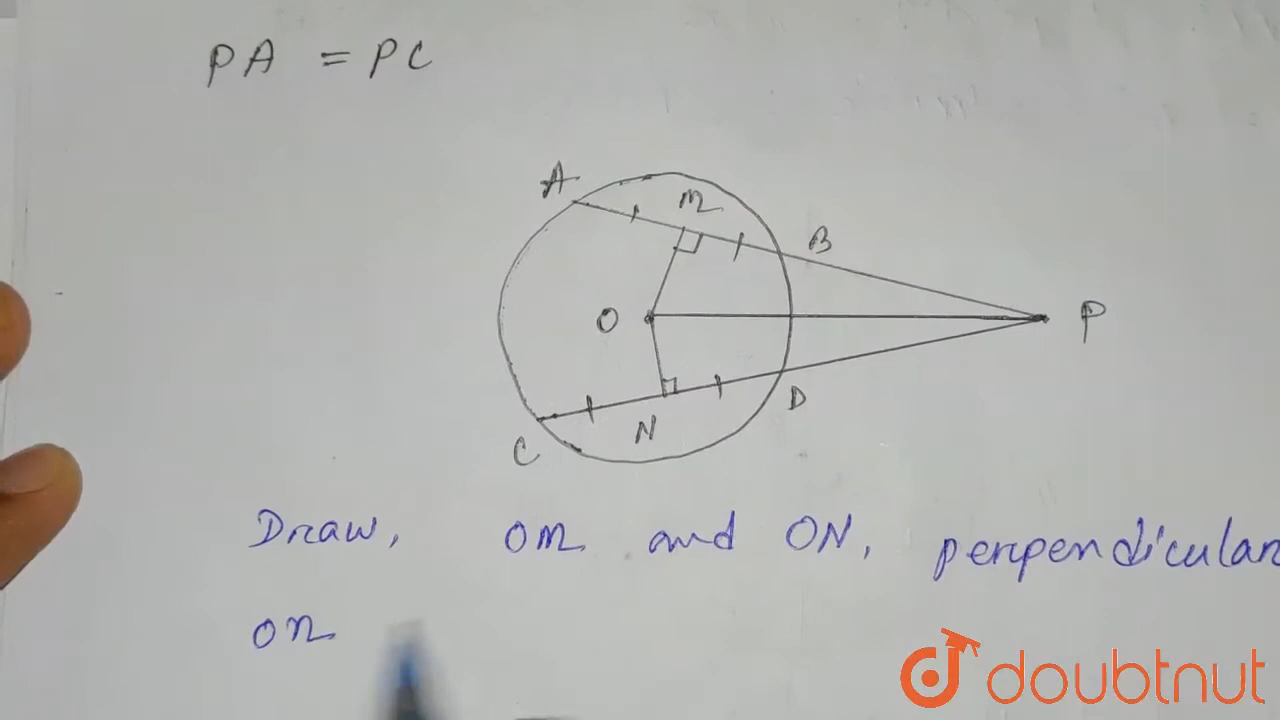 PA = PC
A
M
B
O
P
D
N
C
Draw, OM and ON, perpendicular
on
doubtnut